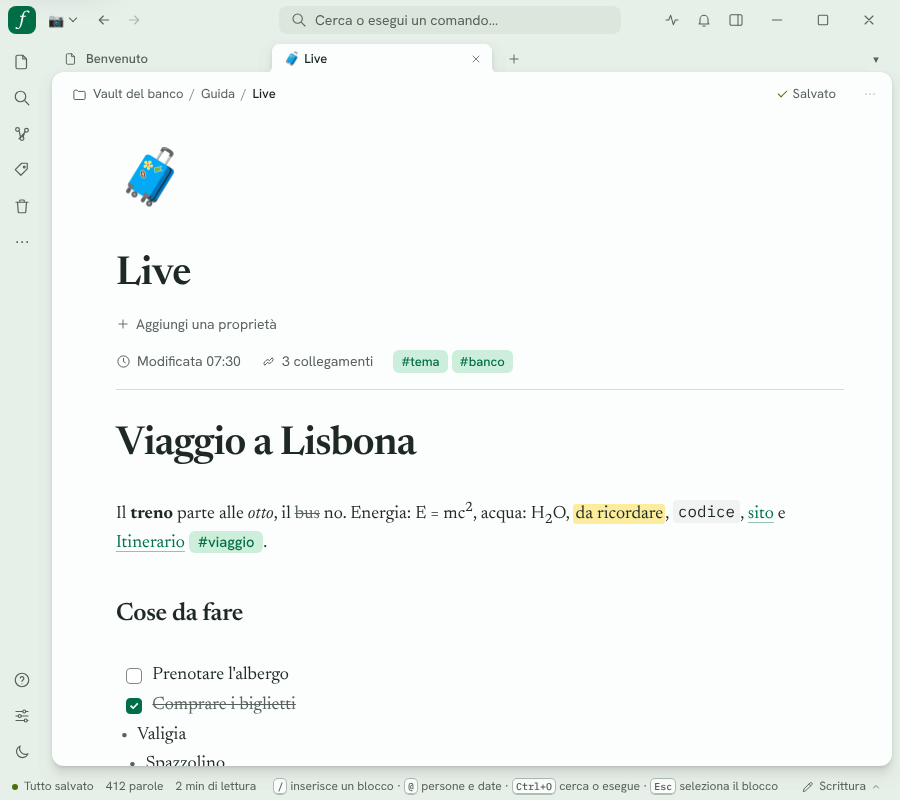 f
Cerca o esegui un comando…
Benvenuto
Live
Vault del banco / Guida / Live
Salvato
Live
Aggiungi una proprietà
Modificata 07:30 3 collegamenti #tema #banco
Viaggio a Lisbona
Il treno parte alle otto, il bus no. Energia: E = mc², acqua: H₂O, da ricordare, codice, sito e
Itinerario #viaggio.
Cose da fare
Prenotare l'albergo
Comprare i biglietti
• Valigia
• Spazzolino
Tutto salvato 412 parole 2 min di lettura / inserisce un blocco · @ persone e date · Ctrl+O cerca o esegue · Esc seleziona il blocco Scrittura